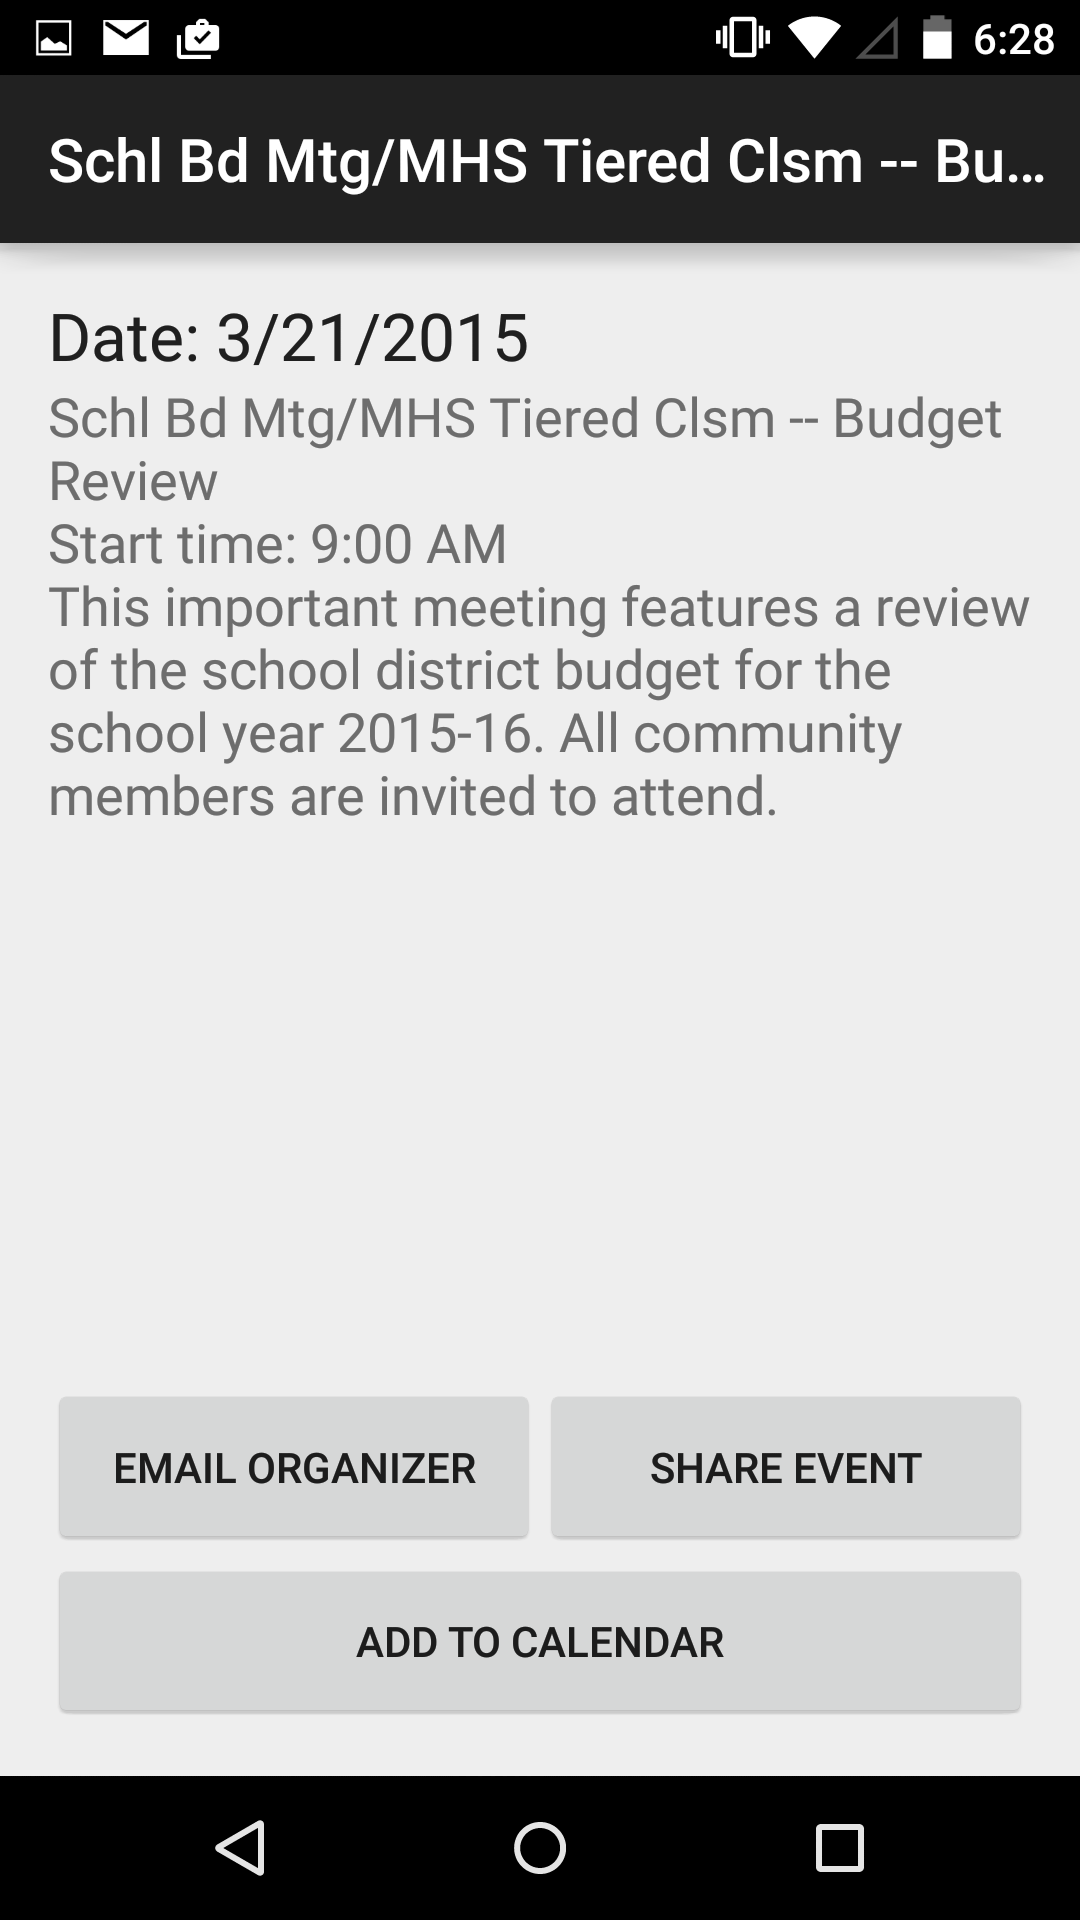 6:28
Schl Bd Mtg/MHS Tiered Clsm -- Bu...
Date: 3/21/2015
Schl Bd Mtg/MHS Tiered Clsm -- Budget
Review
Start time: 9:00 AM
This important meeting features a review
of the school district budget for the
school year 2015-16. All community
members are invited to attend.
EMAIL ORGANIZER
SHARE EVENT
ADD TO CALENDAR